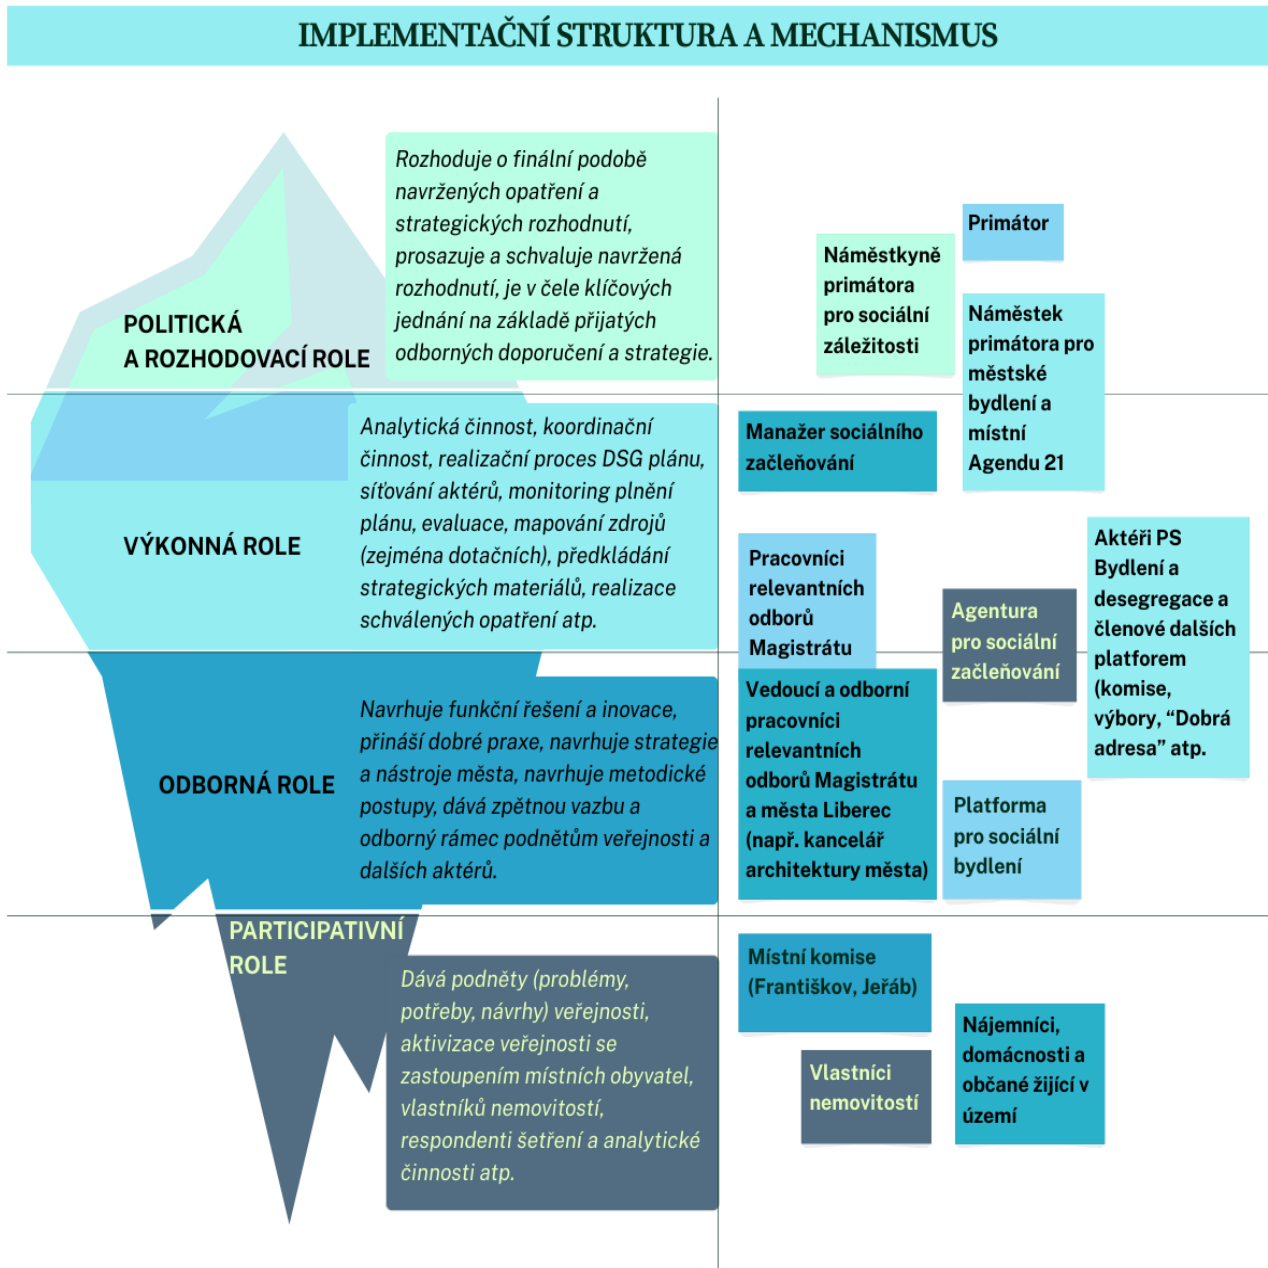 IMPLEMENTAČNÍ STRUKTURA A MECHANISMUS
POLITICKÁ
A ROZHODOVACÍ ROLE
Rozhoduje o finální podobě
navržených opatření a
strategických rozhodnutí,
prosazuje a schvaluje navržená
rozhodnutí, je v čele klíčových
jednání na základě přijatých
odborných doporučení a strategie.
Náměstkyně
primátora
pro sociální
záležitosti
Primátor
Náměstek
primátora pro
městské
bydlení a
místní
Agendu 21
VÝKONNÁ ROLE
Analytická činnost, koordinační
činnost, realizační proces DSG plánu,
síťování aktérů, monitoring plnění
plánu, evaluace, mapování zdrojů
(zejména dotačních), předkládání
strategických materiálů, realizace
schválených opatření atp.
Manažer sociálního
začleňování
Pracovníci
relevantních
odborů
Magistrátu
Agentura
pro sociální
začleňování
Aktéři PS
Bydlení a
desegregace a
členové dalších
platforem
(komise,
výbory, “Dobrá
adresa” atp.
ODBORNÁ ROLE
Navrhuje funkční řešení a inovace,
přináší dobré praxe, navrhuje strategie
a nástroje města, navrhuje metodické
postupy, dává zpětnou vazbu a
odborný rámec podnětům veřejnosti a
dalších aktérů.
Vedoucí a odborní
pracovníci
relevantních
odborů Magistrátu
a města Liberec
(např. kancelář
architektury města)
Platforma
pro sociální
bydlení
PARTICIPATIVNÍ
ROLE
Dává podněty (problémy,
potřeby, návrhy) veřejnosti,
aktivizace veřejnosti se
zastoupením místních obyvatel,
vlastníků nemovitostí,
respondenti šetření a analytické
činnosti atp.
Místní komise
(Františkov, Jeřáb)
Vlastníci
nemovitostí
Nájemníci,
domácnosti a
občané žijící v
území